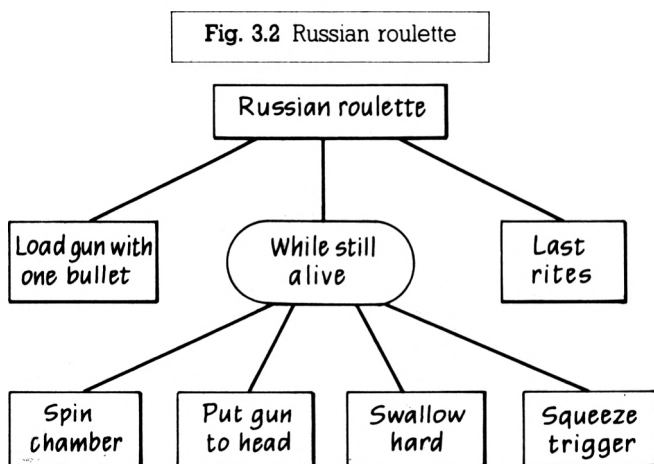 Fig. 3.2 Russian roulette
Russian roulette
Load gun with
one bullet
While still
alive
Last
rites
Spin
chamber
Put gun
to head
Swallow
hard
Squeeze
trigger